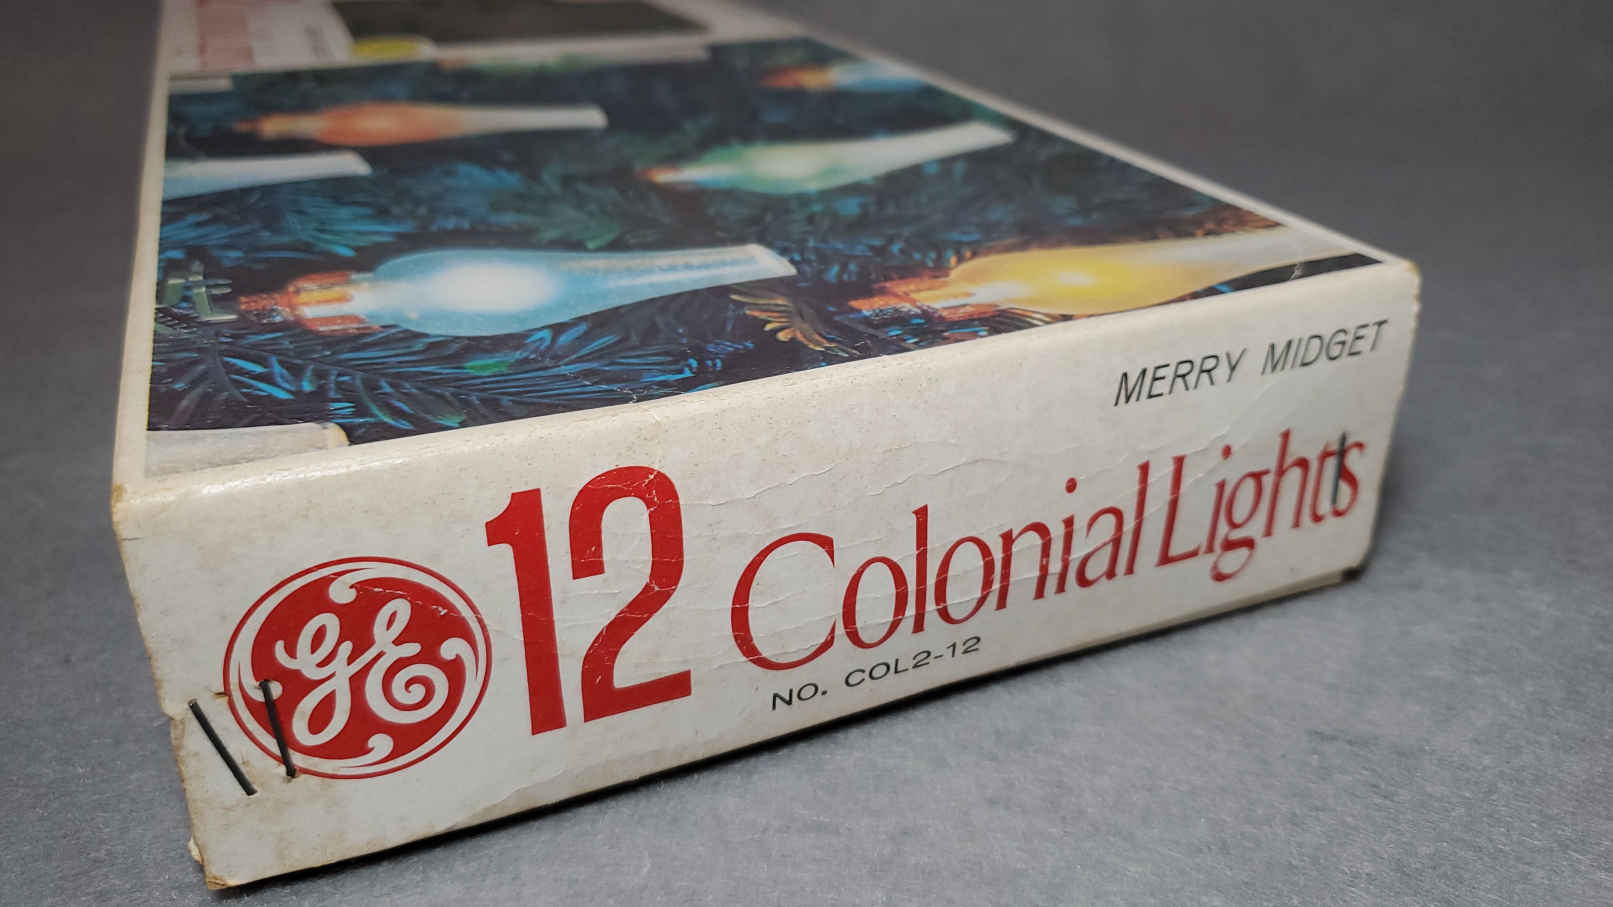 MERRY MIDGET
GE 12 Colonial Lights
NO. COL2-12